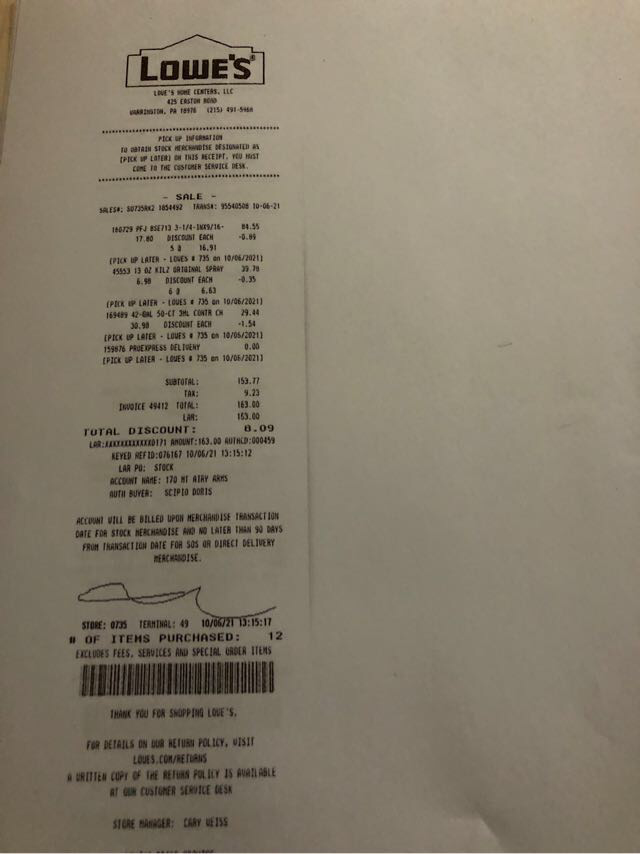 LOWE'S®
LOWE'S HOME CENTERS, LLC
425 EASTON ROAD
WARRINGTON, PA 18976 (215) 491-5960
PICK UP INFORMATION
TO OBTAIN STOCK MERCHANDISE DESIGNATED AS
[PICK UP LATER] ON THIS RECEIPT, YOU MUST
COME TO THE CUSTOMER SERVICE DESK.
- SALE -
SALES#: S0735RK2 1854492 TRANS#: 95540508 10-06-21
160729 PFJ BSE713 3-1/4-INX9/16- 84.55
17.80 DISCOUNT EACH -0.89
5 @ 16.91
[PICK UP LATER - LOWES # 735 on 10/06/2021]
45553 13 OZ KILZ ORIGINAL SPRAY 39.78
6.98 DISCOUNT EACH -0.35
6 @ 6.63
[PICK UP LATER - LOWES # 735 on 10/06/2021]
169489 42-GAL 50-CT 3ML CONTR CH 29.44
30.98 DISCOUNT EACH -1.54
[PICK UP LATER - LOWES # 735 on 10/06/2021]
159876 PROEXPRESS DELIVERY 0.00
[PICK UP LATER - LOWES # 735 on 10/06/2021]
SUBTOTAL: 153.77
TAX: 9.23
INVOICE 49412 TOTAL: 163.00
LAR: 163.00
TOTAL DISCOUNT: 8.09
LAR:XXXXXXXXXXXX0171 AMOUNT:163.00 AUTHCD:000459
KEYED REFID:076167 10/06/21 13:15:12
LAR PO: STOCK
ACCOUNT NAME: 170 MT AIRY ARMS
AUTH BUYER: SCIPIO DORIS
ACCOUNT WILL BE BILLED UPON MERCHANDISE TRANSACTION
DATE FOR STOCK MERCHANDISE AND NO LATER THAN 90 DAYS
FROM TRANSACTION DATE FOR SOS OR DIRECT DELIVERY
MERCHANDISE.
STORE: 0735 TERMINAL: 49 10/06/21 13:15:17
# OF ITEMS PURCHASED: 12
EXCLUDES FEES, SERVICES AND SPECIAL ORDER ITEMS
THANK YOU FOR SHOPPING LOWE'S.
FOR DETAILS ON OUR RETURN POLICY, VISIT
LOWES.COM/RETURNS
A WRITTEN COPY OF THE RETURN POLICY IS AVAILABLE
AT OUR CUSTOMER SERVICE DESK
STORE MANAGER: CARY WEISS